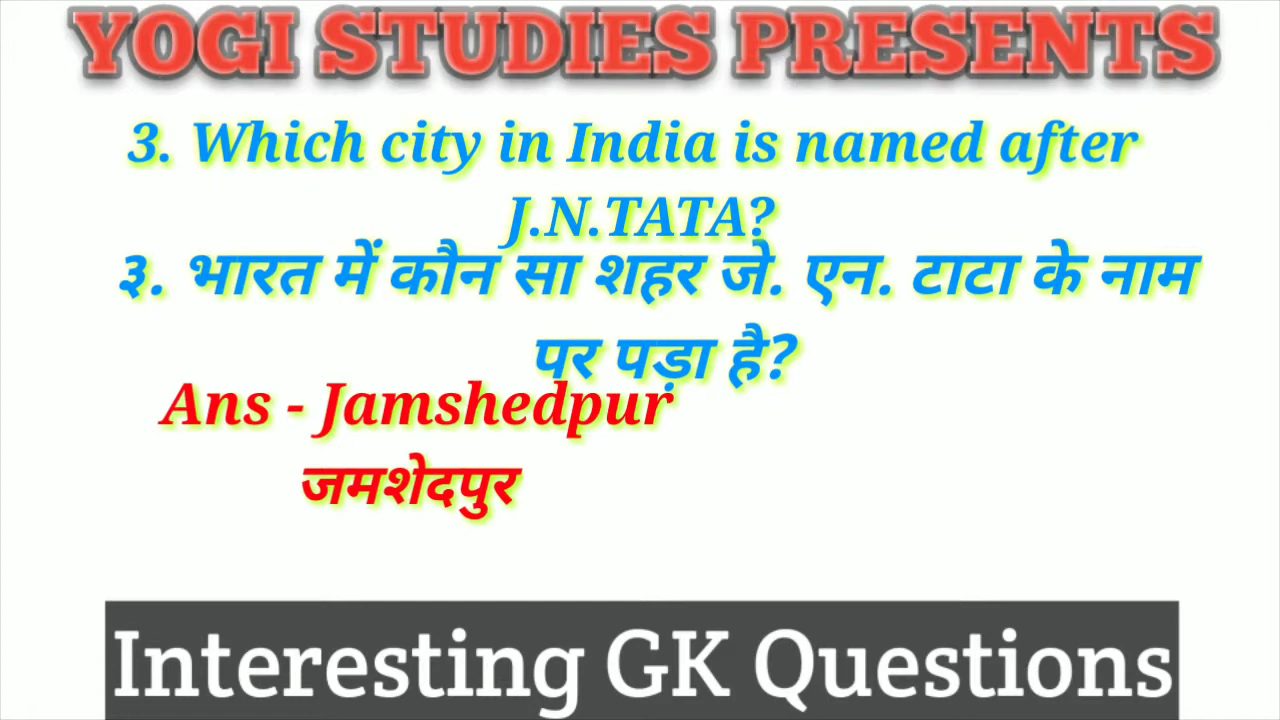 YOGI STUDIES PRESENTS
3. Which city in India is named after
J.N.TATA?
३. भारत में कौन सा शहर जे. एन. टाटा के नाम
पर पड़ा है?
Ans - Jamshedpur
जमशेदपुर
Interesting GK Questions